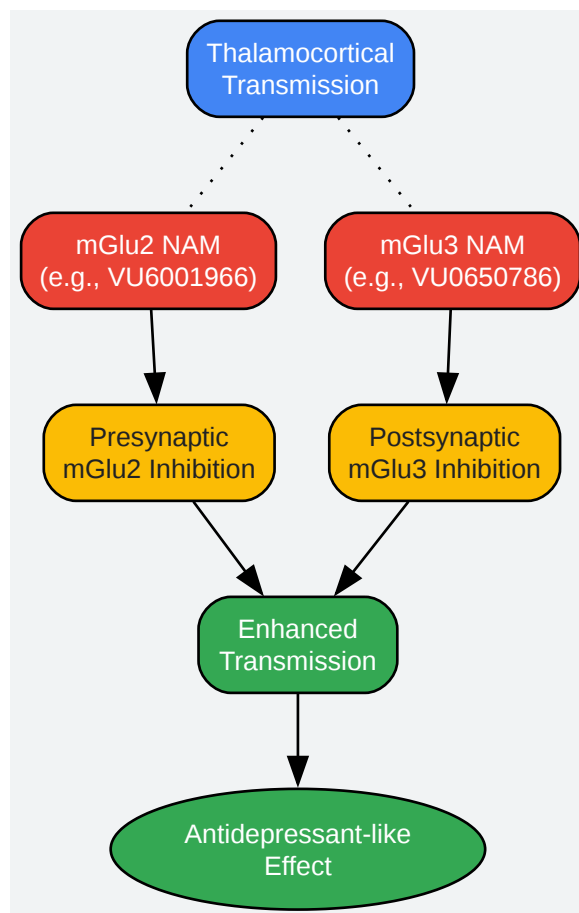 Thalamocortical
Transmission
mGlu2 NAM
(e.g., VU6001966)
mGlu3 NAM
(e.g., VU0650786)
Presynaptic
mGlu2 Inhibition
Postsynaptic
mGlu3 Inhibition
Enhanced
Transmission
Antidepressant-like
Effect